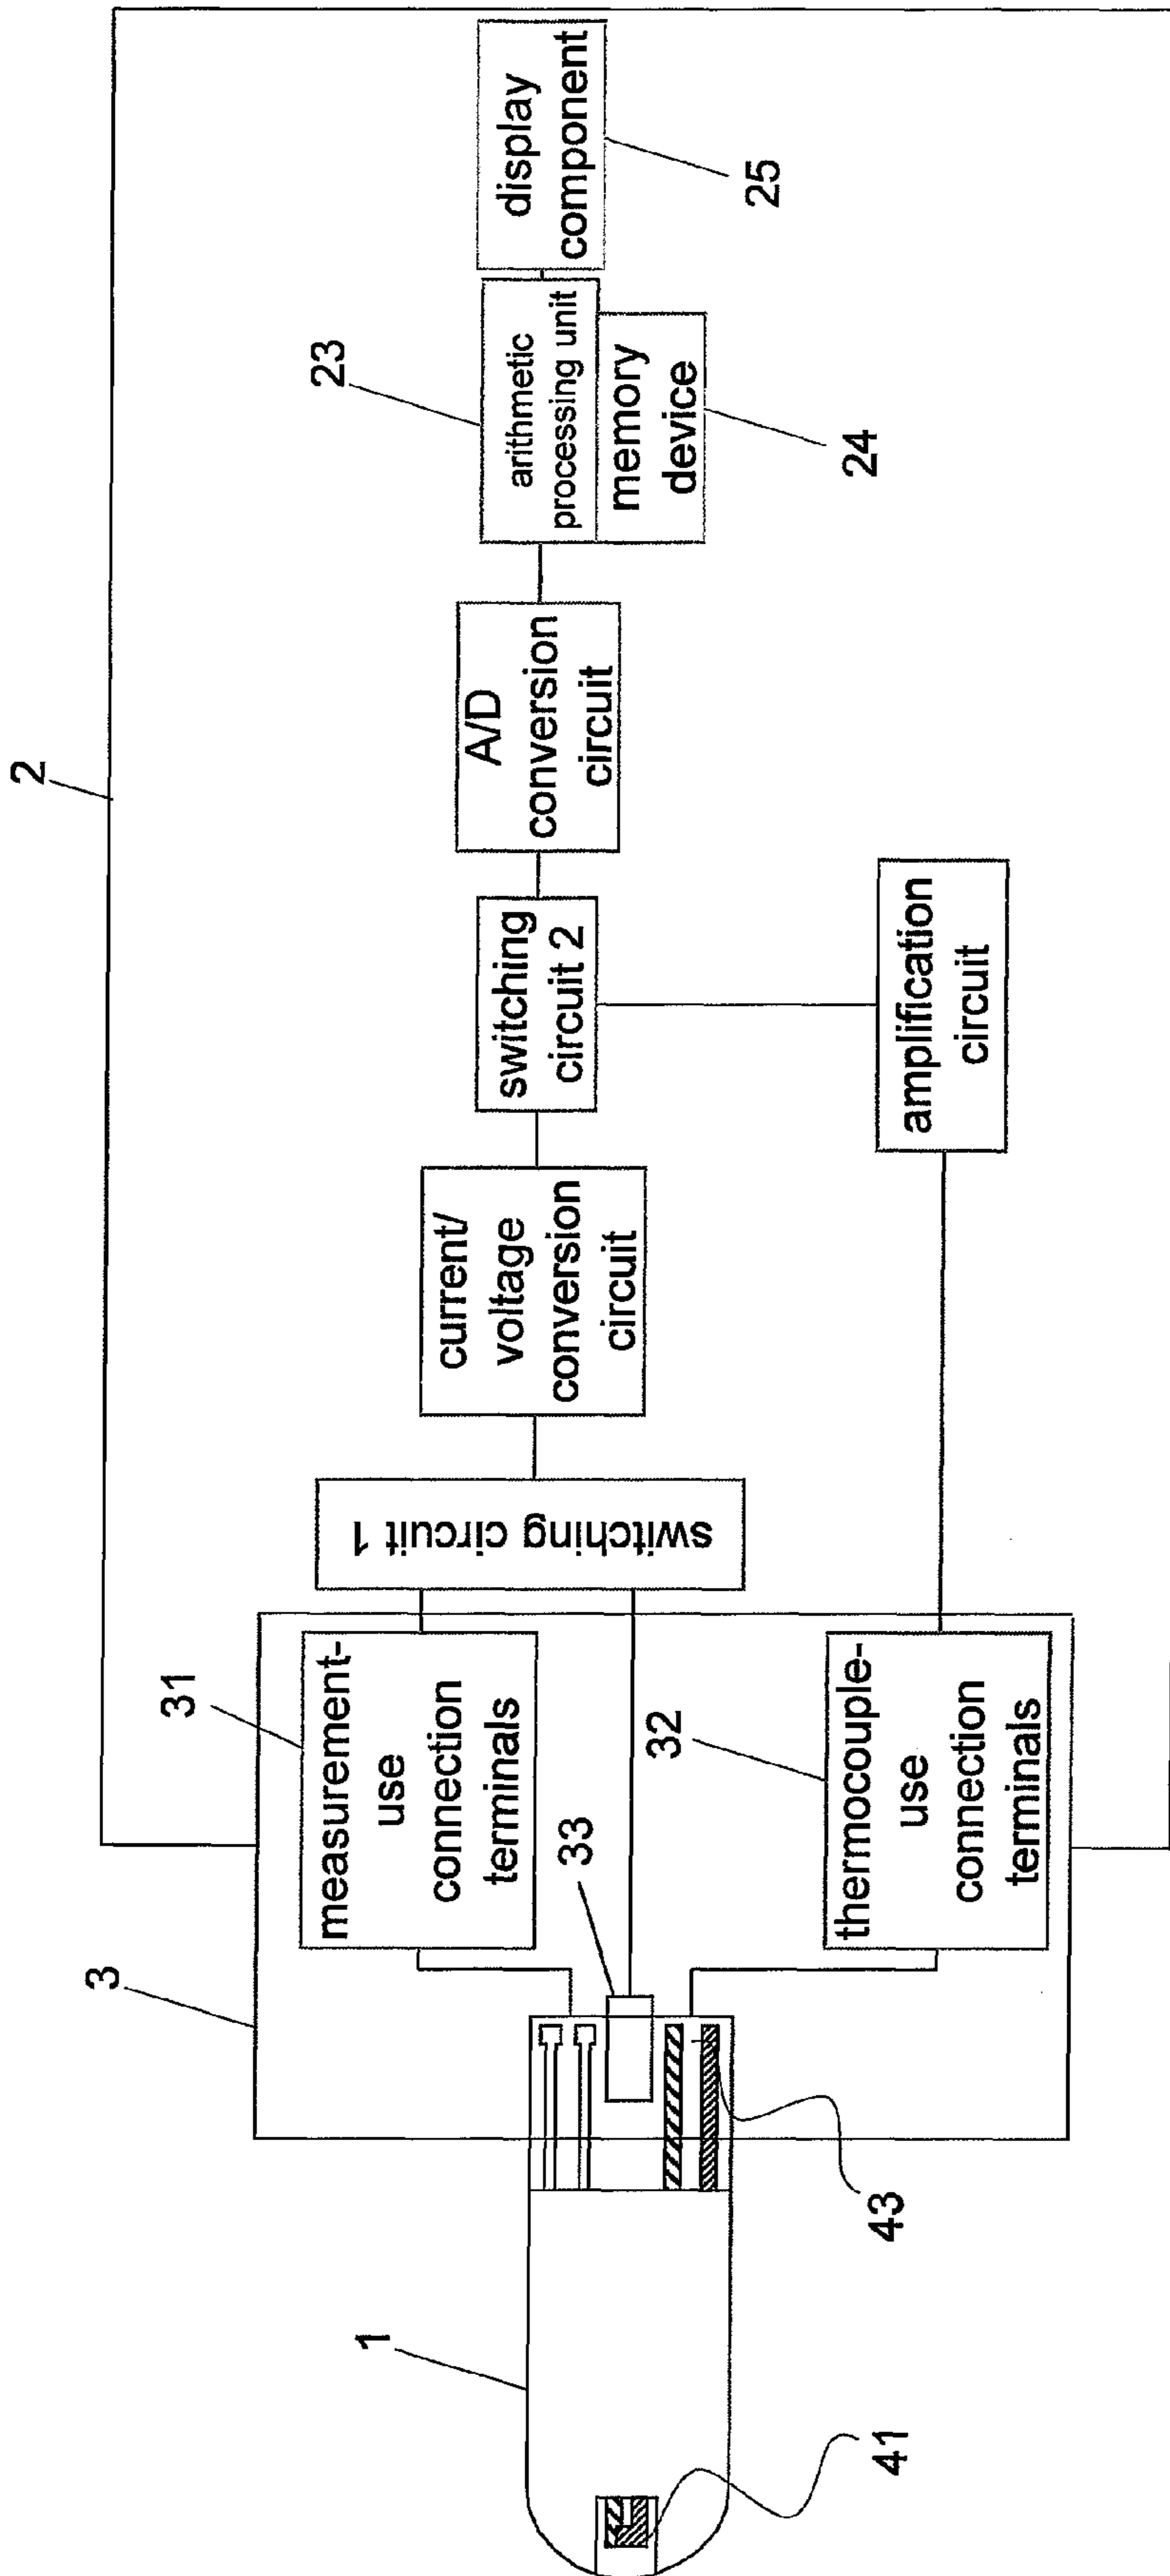 2
3
31
measurement-
use
connection
terminals
switching circuit 1
current/
voltage
conversion
circuit
switching
circuit 2
A/D
conversion
circuit
23
arithmetic
processing unit
memory
device
24
display
component
25
1
41
43
33
32
thermocouple-
use
connection
terminals
amplification
circuit